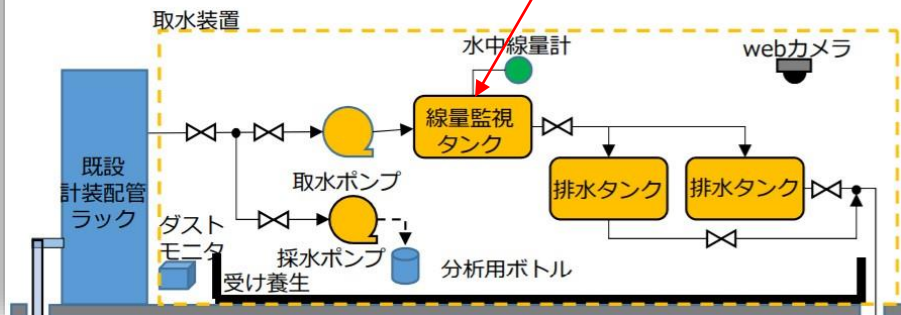 取水装置
水中線量計
webカメラ
線量監視
タンク
既設
計装配管
ラック
取水ポンプ
排水タンク
排水タンク
ダスト
モニタ
採水ポンプ
分析用ボトル
受け養生